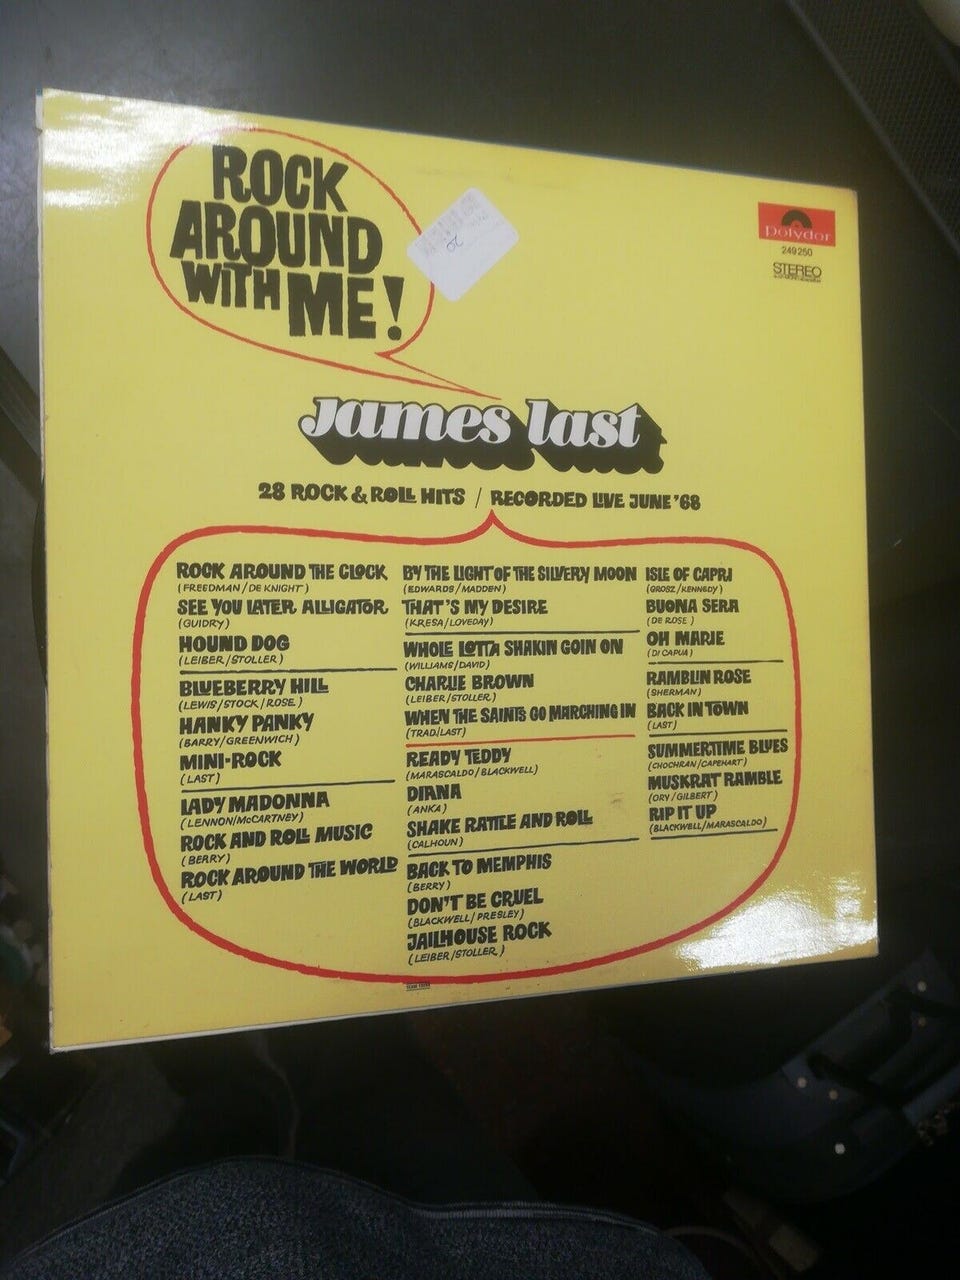 ROCK
AROUND
WITH ME!
20
polydor
249 250
STEREO
james last
28 ROCK & ROLL HITS / RECORDED LIVE JUNE '68
ROCK AROUND THE CLOCK
(FREEDMAN/DE KNIGHT)
SEE YOU LATER ALLIGATOR
(GUIDRY)
HOUND DOG
(LEIBER/STOLLER)
BLUEBERRY HILL
(LEWIS/STOCK/ROSE)
HANKY PANKY
(BARRY/GREENWICH)
MINI-ROCK
(LAST)
LADY MADONNA
(LENNON/McCARTNEY)
ROCK AND ROLL MUSIC
(BERRY)
ROCK AROUND THE WORLD
(LAST)
BY THE LIGHT OF THE SILVERY MOON
(EDWARDS/MADDEN)
THAT'S MY DESIRE
(KRESA/LOVEDAY)
WHOLE LOTTA SHAKIN GOIN ON
(WILLIAMS/DAVID)
CHARLIE BROWN
(LEIBER/STOLLER)
WHEN THE SAINTS GO MARCHING IN
(TRAD/LAST)
READY TEDDY
(MARASCALDO/BLACKWELL)
DIANA
(ANKA)
SHAKE RATTLE AND ROLL
(CALHOUN)
BACK TO MEMPHIS
(BERRY)
DON'T BE CRUEL
(BLACKWELL/PRESLEY)
JAILHOUSE ROCK
(LEIBER/STOLLER)
ISLE OF CAPRI
(GROSZ/KENNEDY)
BUONA SERA
(DE ROSE)
OH MARIE
(DI CAPUA)
RAMBLIN ROSE
(SHERMAN)
BACK IN TOWN
(LAST)
SUMMERTIME BLUES
(CHOCHRAN/CAPEHART)
MUSKRAT RAMBLE
(ORY/GILBERT)
RIP IT UP
(BLACKWELL/MARASCALDO)